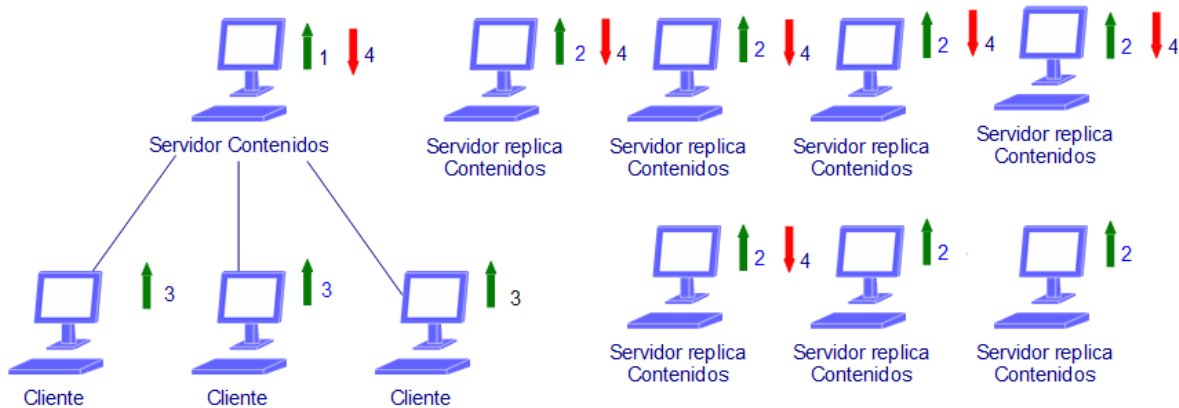 1 4
2 4
2 4
2 4
2 4
Servidor Contenidos
Servidor replica
Contenidos
Servidor replica
Contenidos
Servidor replica
Contenidos
Servidor replica
Contenidos
2 4
2
2
3
3
3
Servidor replica
Contenidos
Servidor replica
Contenidos
Servidor replica
Contenidos
Cliente
Cliente
Cliente